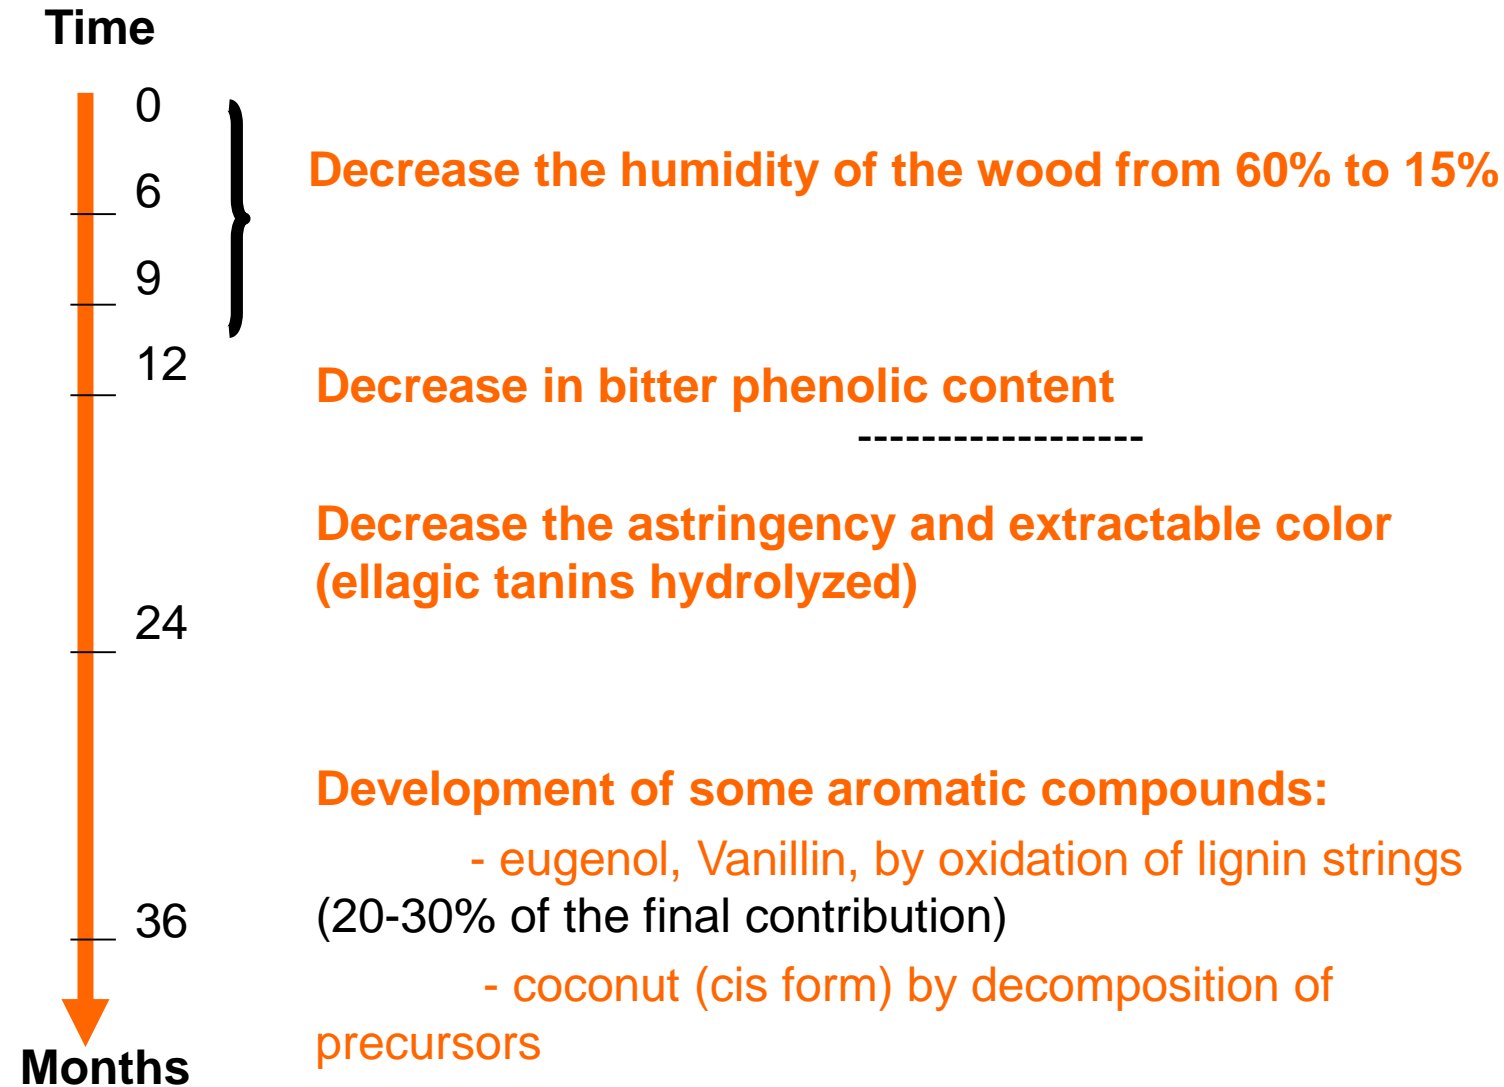 Time
0
Decrease the humidity of the wood from 60% to 15%
6
9
12
Decrease in bitter phenolic content
------------------
Decrease the astringency and extractable color
(ellagic tanins hydrolyzed)
24
Development of some aromatic compounds:
- eugenol, Vanillin, by oxidation of lignin strings
36
(20-30% of the final contribution)
- coconut (cis form) by decomposition of
precursors
Months